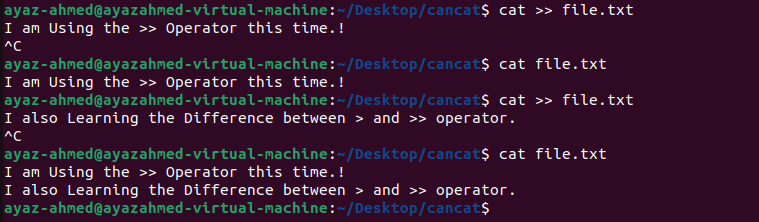 ayaz-ahmed@ayazahmed-virtual-machine:~/Desktop/cancat$ cat >> file.txt
I am Using the >> Operator this time.!
^C
ayaz-ahmed@ayazahmed-virtual-machine:~/Desktop/cancat$ cat file.txt
I am Using the >> Operator this time.!
ayaz-ahmed@ayazahmed-virtual-machine:~/Desktop/cancat$ cat >> file.txt
I also Learning the Difference between > and >> operator.
^C
ayaz-ahmed@ayazahmed-virtual-machine:~/Desktop/cancat$ cat file.txt
I am Using the >> Operator this time.!
I also Learning the Difference between > and >> operator.
ayaz-ahmed@ayazahmed-virtual-machine:~/Desktop/cancat$